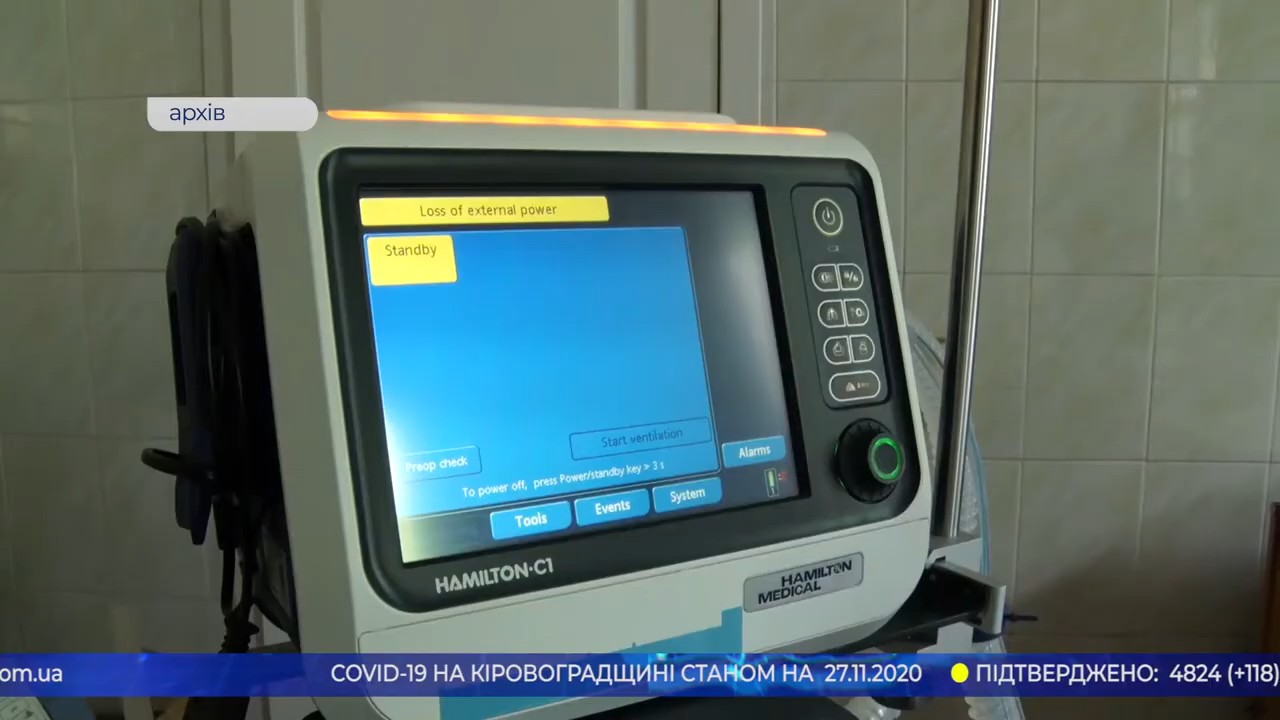 архів
Loss of external power
Standby
Start ventilation
Preop check
Alarms
To power off, press Power/standby key > 3 s
Tools
Events
System
HAMILTON·C1
HAMILTON
MEDICAL
om.ua
COVID-19 НА КІРОВОГРАДЩИНІ СТАНОМ НА 27.11.2020
ПІДТВЕРДЖЕНО: 4824 (+118)